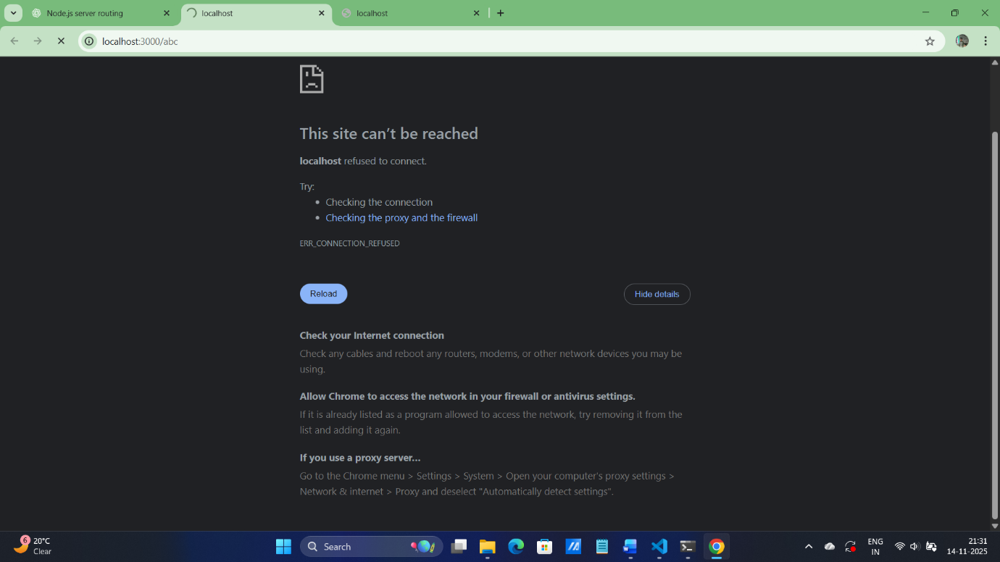 Node.js server routing
localhost
localhost
localhost:3000/abc
This site can’t be reached
localhost refused to connect.
Try:
Checking the connection
Checking the proxy and the firewall
ERR_CONNECTION_REFUSED
Reload
Hide details
Check your Internet connection
Check any cables and reboot any routers, modems, or other network devices you may be
using.
Allow Chrome to access the network in your firewall or antivirus settings.
If it is already listed as a program allowed to access the network, try removing it from the
list and adding it again.
If you use a proxy server...
Go to the Chrome menu > Settings > System > Open your computer's proxy settings >
Network & internet > Proxy and deselect "Automatically detect settings".
6
20°C
Clear
Search
ENG
IN
21:31
14-11-2025